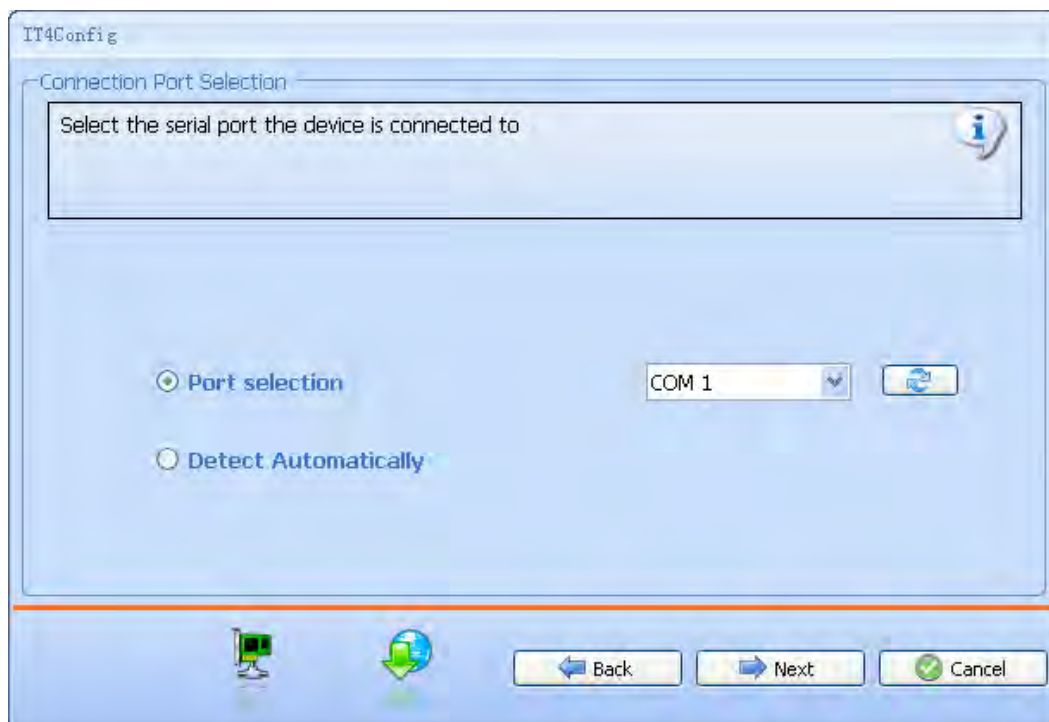 IT4Config
Connection Port Selection
Select the serial port the device is connected to
Port selection
COM 1
Detect Automatically
Back
Next
Cancel